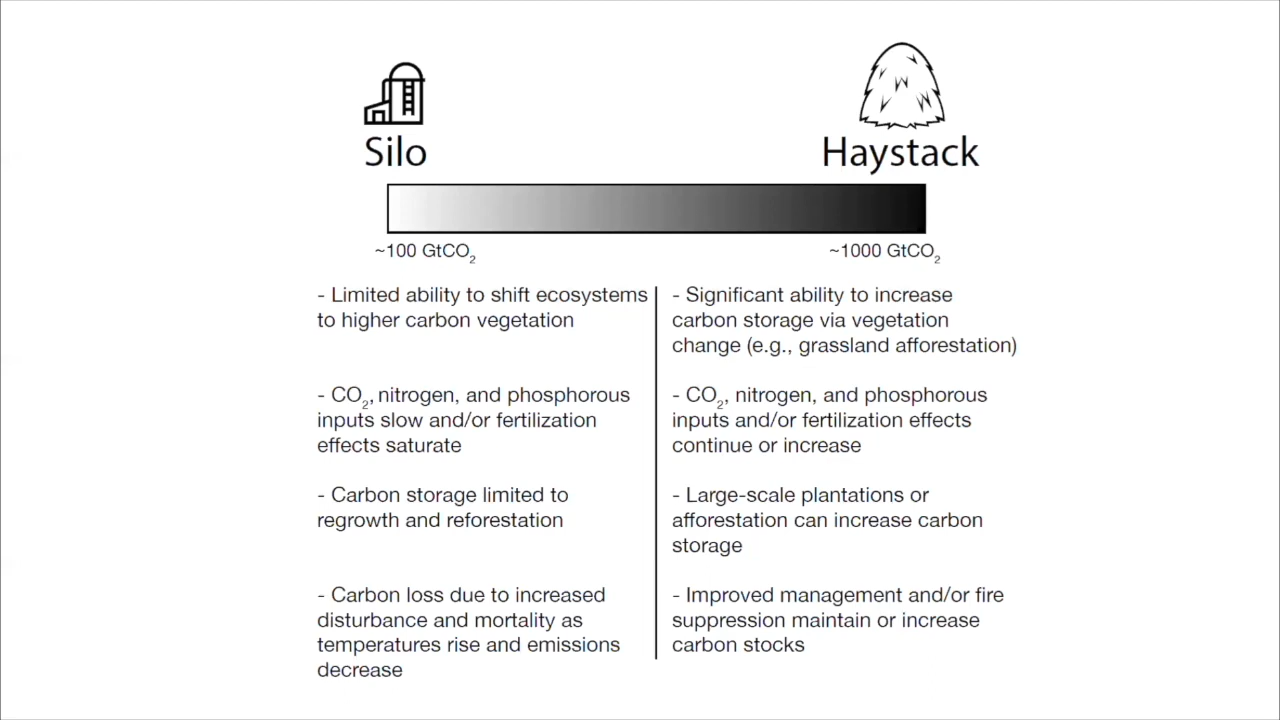 Silo
Haystack
~100 GtCO₂
~1000 GtCO₂
- Limited ability to shift ecosystems
to higher carbon vegetation
- CO₂, nitrogen, and phosphorous
inputs slow and/or fertilization
effects saturate
- Carbon storage limited to
regrowth and reforestation
- Carbon loss due to increased
disturbance and mortality as
temperatures rise and emissions
decrease
- Significant ability to increase
carbon storage via vegetation
change (e.g., grassland afforestation)
- CO₂, nitrogen, and phosphorous
inputs and/or fertilization effects
continue or increase
- Large-scale plantations or
afforestation can increase carbon
storage
- Improved management and/or fire
suppression maintain or increase
carbon stocks